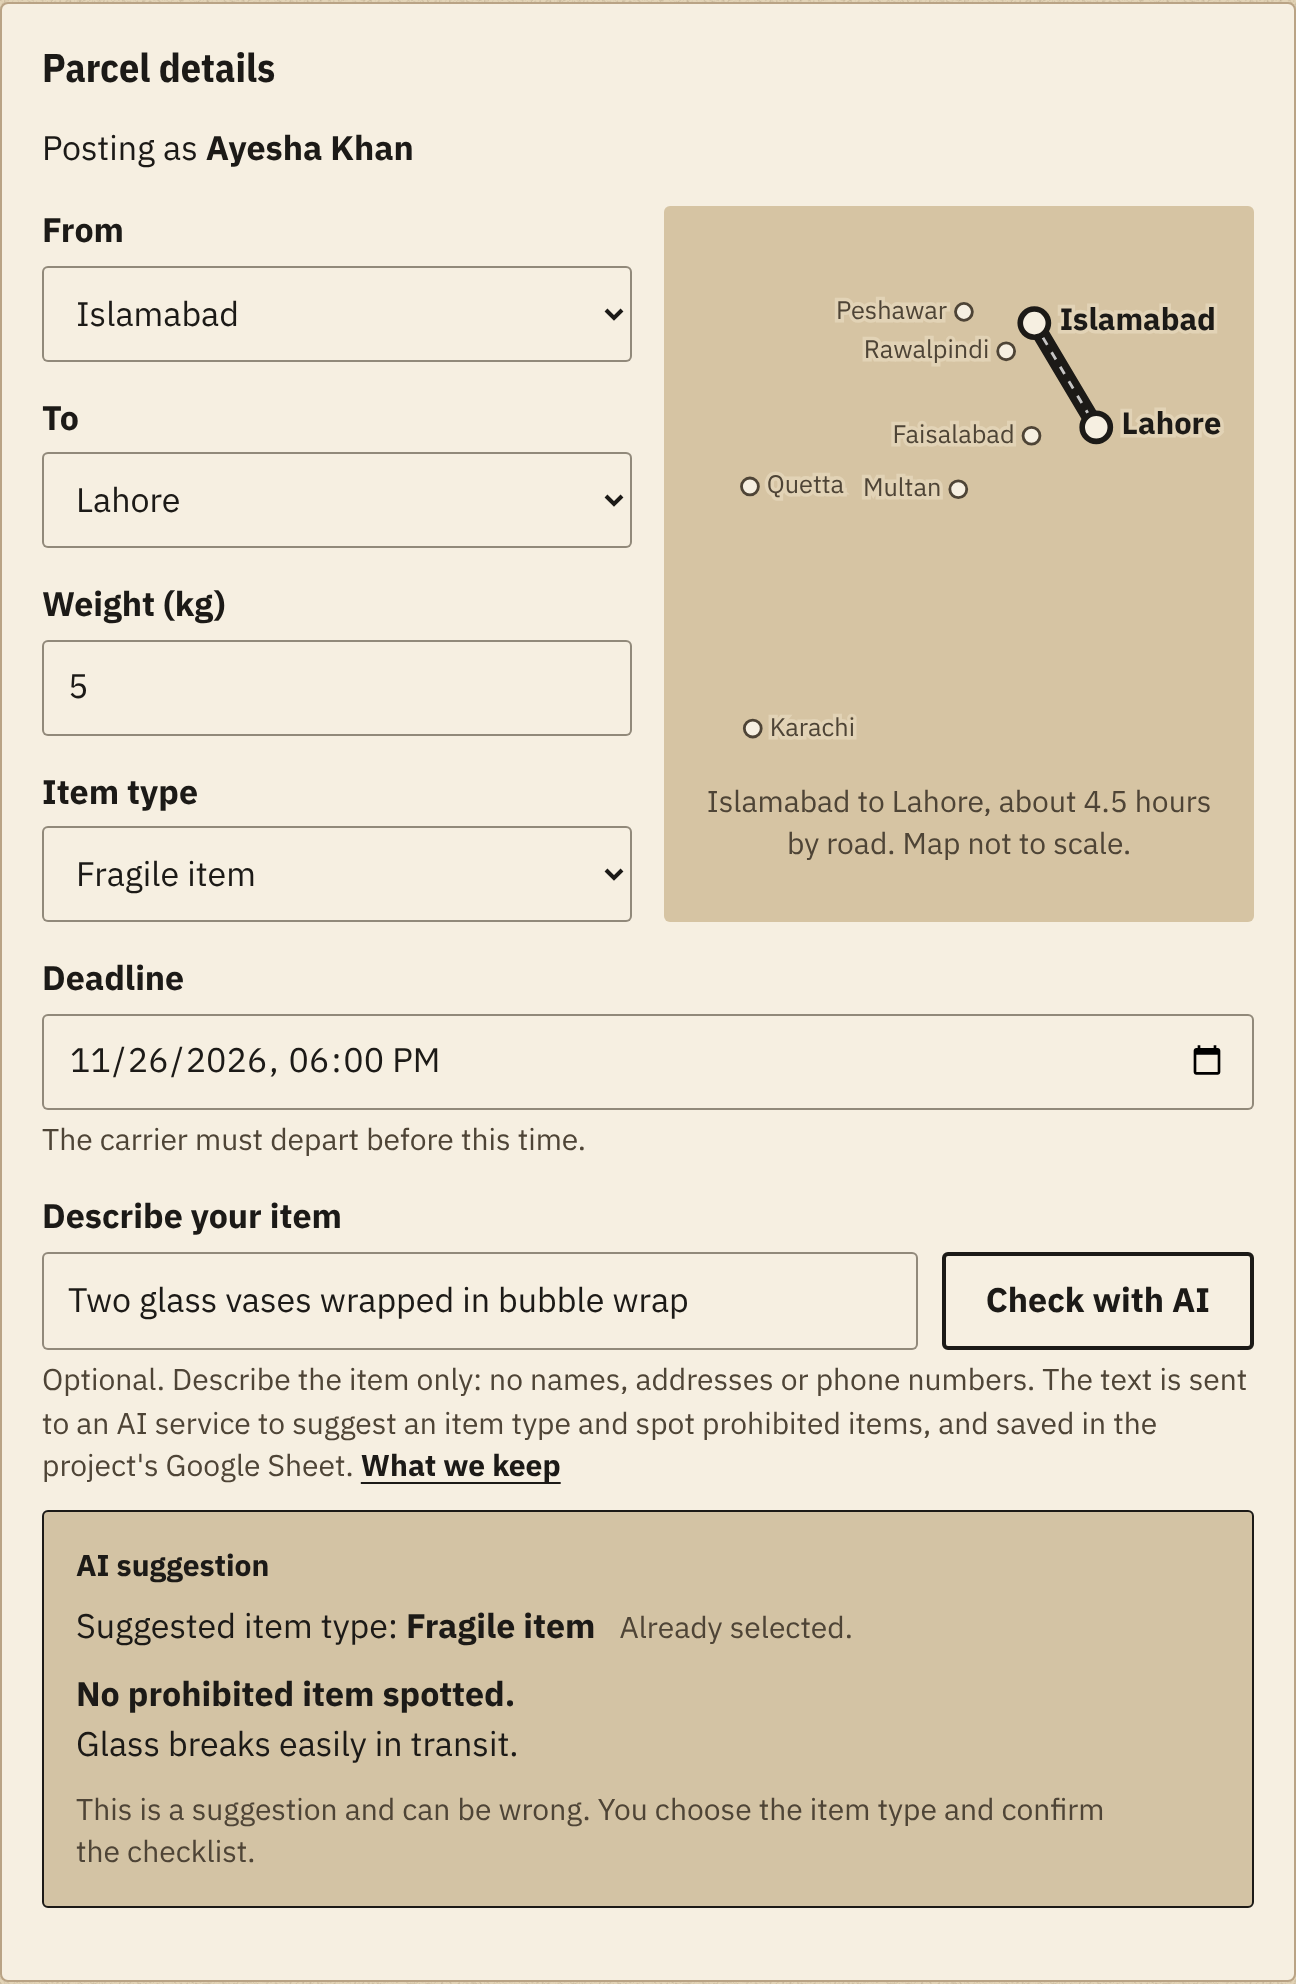 Parcel details
Posting as Ayesha Khan
From
Islamabad
To
Lahore
Weight (kg)
5
Item type
Fragile item
Peshawar
Islamabad
Rawalpindi
Lahore
Faisalabad
Quetta
Multan
Karachi
Islamabad to Lahore, about 4.5 hours
by road. Map not to scale.
Deadline
11/26/2026, 06:00 PM
The carrier must depart before this time.
Describe your item
Two glass vases wrapped in bubble wrap
Check with AI
Optional. Describe the item only: no names, addresses or phone numbers. The text is sent
to an AI service to suggest an item type and spot prohibited items, and saved in the
project's Google Sheet. What we keep
AI suggestion
Suggested item type: Fragile item Already selected.
No prohibited item spotted.
Glass breaks easily in transit.
This is a suggestion and can be wrong. You choose the item type and confirm
the checklist.